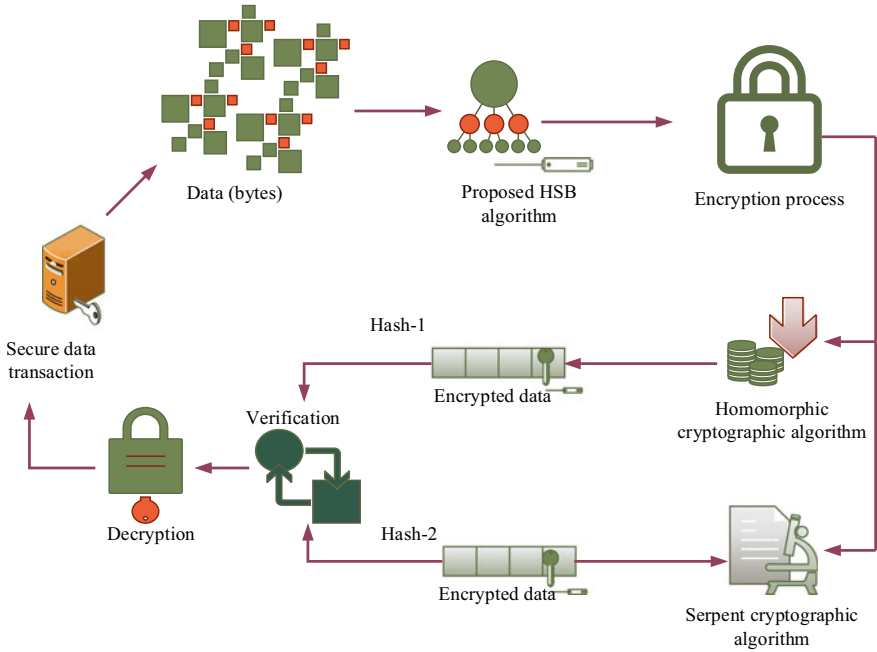 Data (bytes)
Proposed HSB
algorithm
Encryption process
Secure data
transaction
Hash-1
Encrypted data
Homomorphic
cryptographic algorithm
Verification
Decryption
Hash-2
Encrypted data
Serpent cryptographic
algorithm